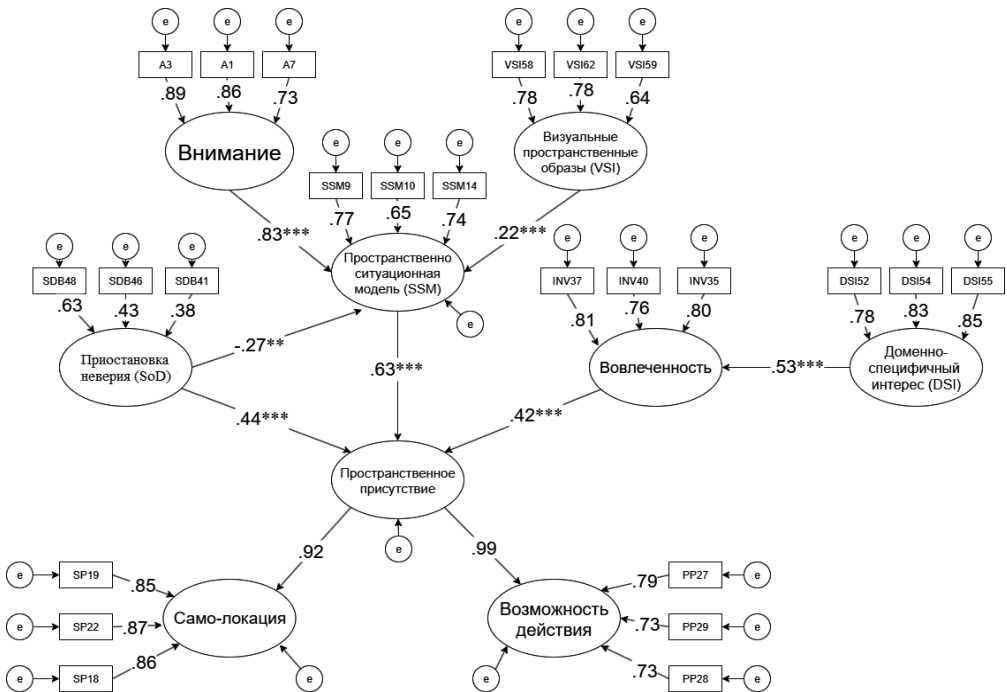 e e e e e e
A3 A1 A7 VSI58 VSI62 VSI59
.89 .86 .73 .78 .78 .64
Внимание
Визуальные
пространственные
образы (VSI)
e e e
SSM9 SSM10 SSM14
.77 .65 .74
.83*** .22***
Пространственно
ситуационная
модель (SSM)
e
e e e e e e e e e
SDB48 SDB46 SDB41 INV37 INV40 INV35 DSI52 DSI54 DSI55
.63 .43 .38 .81 .76 .80 .78 .83 .85
Приостановка
неверия (SoD)
-.27**
.63***
Вовлеченность
.53***
Доменно-
специфичный
интерес (DSI)
.44*** .42***
Пространственное
присутствие
e
.92 .99
e SP19 .85 .79 PP27 e
e SP22 .87 Само-локация
Возможность
действия
.73 PP29 e
e SP18 .86 e e .73 PP28 e